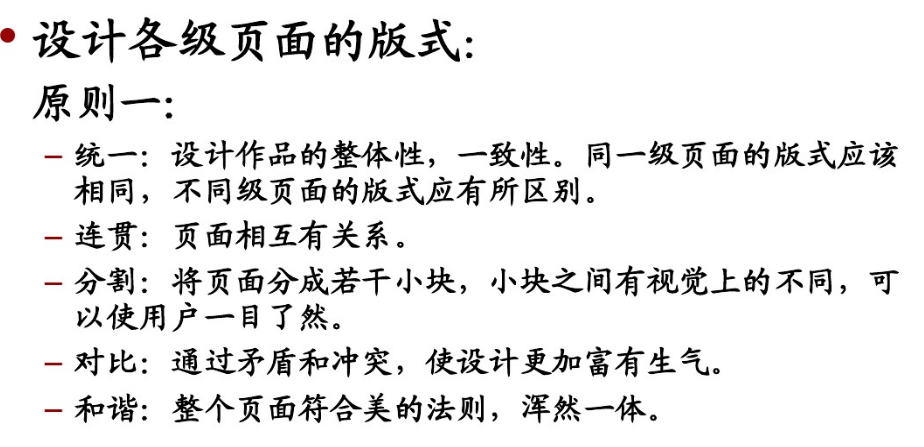 • 设计各级页面的版式：
原则一：
– 统一：设计作品的整体性，一致性。同一级页面的版式应该
相同，不同级页面的版式应有所区别。
– 连贯：页面相互有关系。
– 分割：将页面分成若干小块，小块之间有视觉上的不同，可
以使用户一目了然。
– 对比：通过矛盾和冲突，使设计更加富有生气。
– 和谐：整个页面符合美的法则，浑然一体。